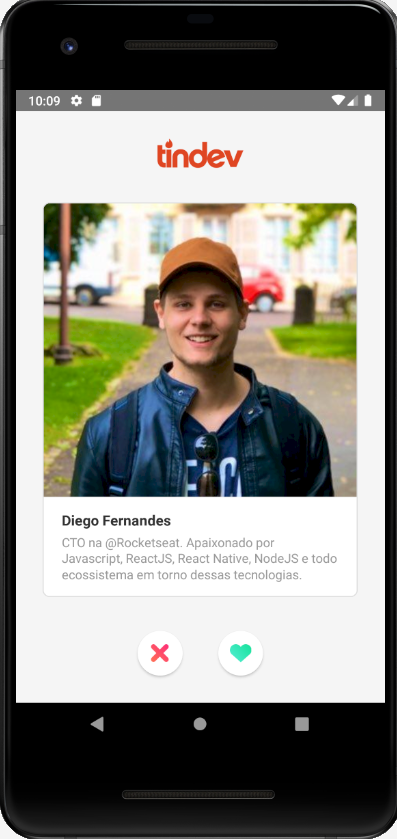 10:09
tindev
Diego Fernandes
CTO na @Rocketseat. Apaixonado por
Javascript, ReactJS, React Native, NodeJS e todo
ecossistema em torno dessas tecnologias.